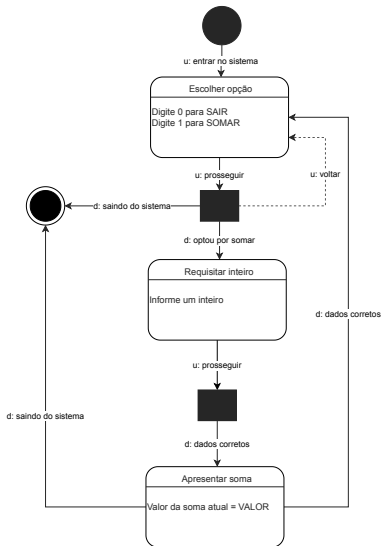 u: entrar no sistema
Escolher opção
Digite 0 para SAIR
Digite 1 para SOMAR
u: prosseguir
u: voltar
d: saindo do sistema
d: optou por somar
Requisitar inteiro
Informe um inteiro
d: dados corretos
u: prosseguir
d: saindo do sistema
d: dados corretos
Apresentar soma
Valor da soma atual = VALOR